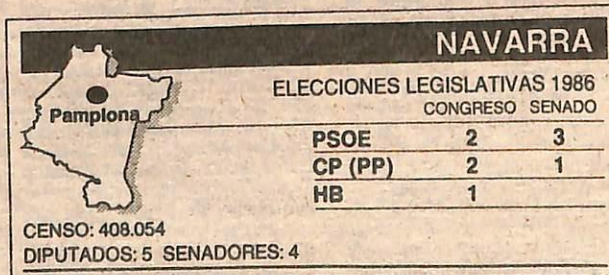 NAVARRA
Pamplona
ELECCIONES LEGISLATIVAS 1986
CONGRESO SENADO
PSOE 2 3
CP (PP) 2 1
HB 1
CENSO: 408.054
DIPUTADOS: 5 SENADORES: 4